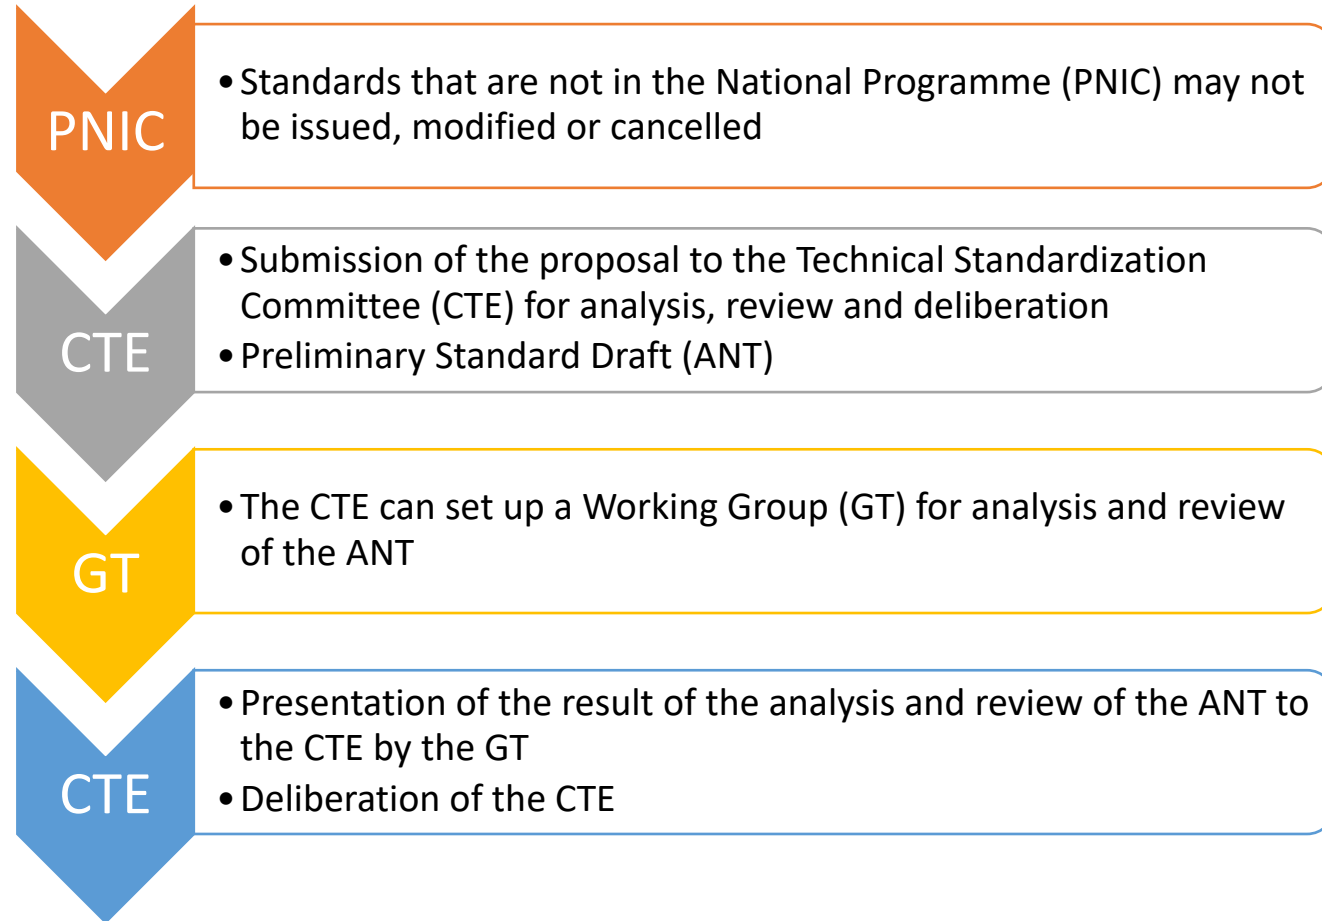 PNIC
•Standards that are not in the National Programme (PNIC) may not
be issued, modified or cancelled
CTE
•Submission of the proposal to the Technical Standardization
Committee (CTE) for analysis, review and deliberation
•Preliminary Standard Draft (ANT)
GT
•The CTE can set up a Working Group (GT) for analysis and review
of the ANT
CTE
•Presentation of the result of the analysis and review of the ANT to
the CTE by the GT
•Deliberation of the CTE